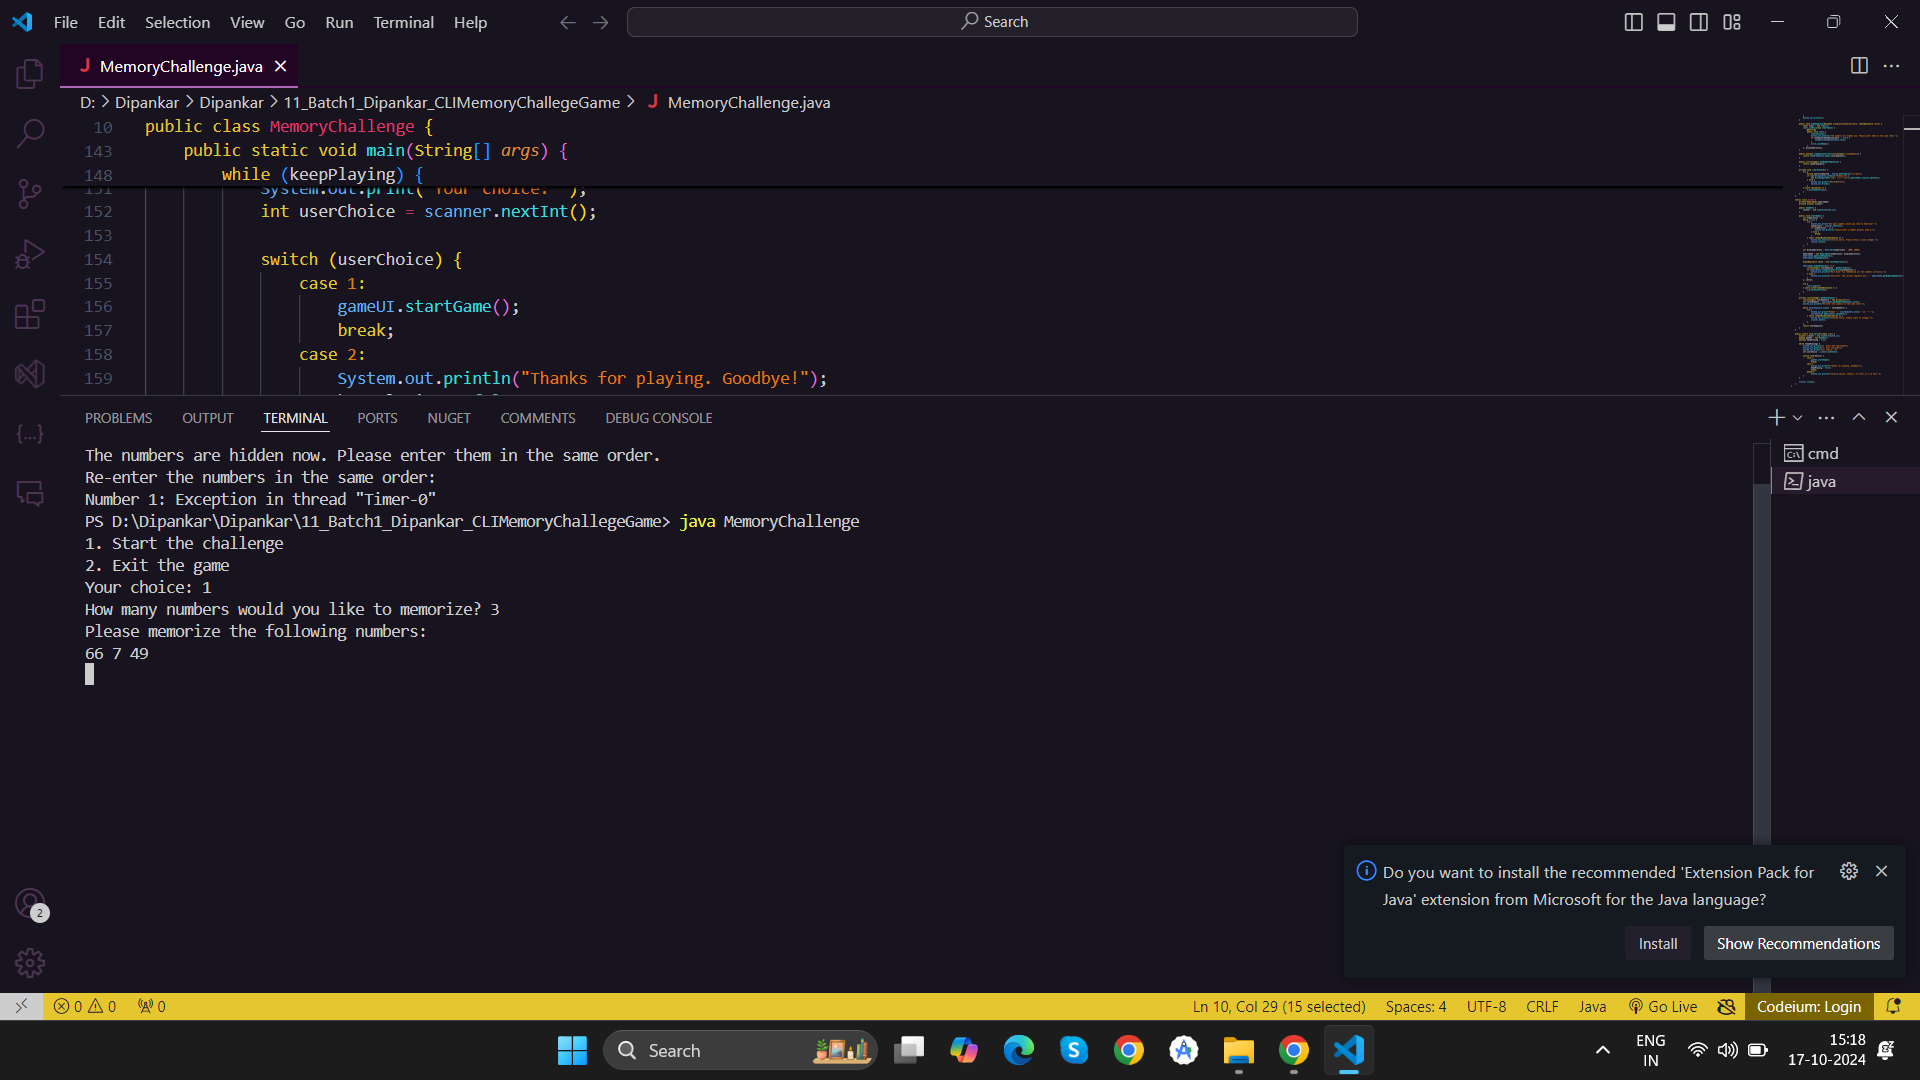 File Edit Selection View Go Run Terminal Help
Search
J MemoryChallenge.java
D: > Dipankar > Dipankar > 11_Batch1_Dipankar_CLIMemoryChallegeGame > J MemoryChallenge.java
10 public class MemoryChallenge {
143 public static void main(String[] args) {
148 while (keepPlaying) {
151 System.out.print("Your choice: ");
152 int userChoice = scanner.nextInt();
153
154 switch (userChoice) {
155 case 1:
156 gameUI.startGame();
157 break;
158 case 2:
159 System.out.println("Thanks for playing. Goodbye!");
PROBLEMS OUTPUT TERMINAL PORTS NUGET COMMENTS DEBUG CONSOLE
The numbers are hidden now. Please enter them in the same order.
Re-enter the numbers in the same order:
Number 1: Exception in thread "Timer-0"
PS D:\Dipankar\Dipankar\11_Batch1_Dipankar_CLIMemoryChallegeGame> java MemoryChallenge
1. Start the challenge
2. Exit the game
Your choice: 1
How many numbers would you like to memorize? 3
Please memorize the following numbers:
66 7 49
cmd
java
Do you want to install the recommended 'Extension Pack for
Java' extension from Microsoft for the Java language?
Install
Show Recommendations
2
0 0 0
Ln 10, Col 29 (15 selected) Spaces: 4 UTF-8 CRLF Java Go Live Codeium: Login
Search
ENG
IN
15:18
17-10-2024